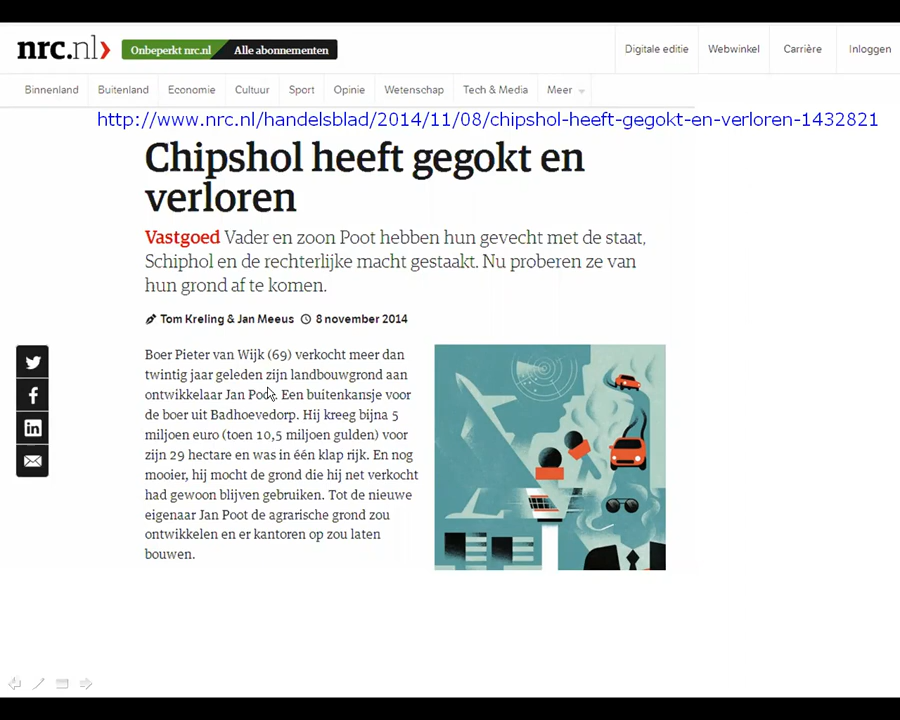 nrc.nl
Onbeperkt nrc.nl Alle abonnementen
Digitale editie Webwinkel Carrière Inloggen
Binnenland Buitenland Economie Cultuur Sport Opinie Wetenschap Tech & Media Meer
http://www.nrc.nl/handelsblad/2014/11/08/chipshol-heeft-gegokt-en-verloren-1432821
Chipshol heeft gegokt en
verloren
Vastgoed Vader en zoon Poot hebben hun gevecht met de staat,
Schiphol en de rechterlijke macht gestaakt. Nu proberen ze van
hun grond af te komen.
Tom Kreling & Jan Meeus 8 november 2014
Boer Pieter van Wijk (69) verkocht meer dan
twintig jaar geleden zijn landbouwgrond aan
ontwikkelaar Jan Poot. Een buitenkansje voor
de boer uit Badhoevedorp. Hij kreeg bijna 5
miljoen euro (toen 10,5 miljoen gulden) voor
zijn 29 hectare en was in één klap rijk. En nog
mooier, hij mocht de grond die hij net verkocht
had gewoon blijven gebruiken. Tot de nieuwe
eigenaar Jan Poot de agrarische grond zou
ontwikkelen en er kantoren op zou laten
bouwen.